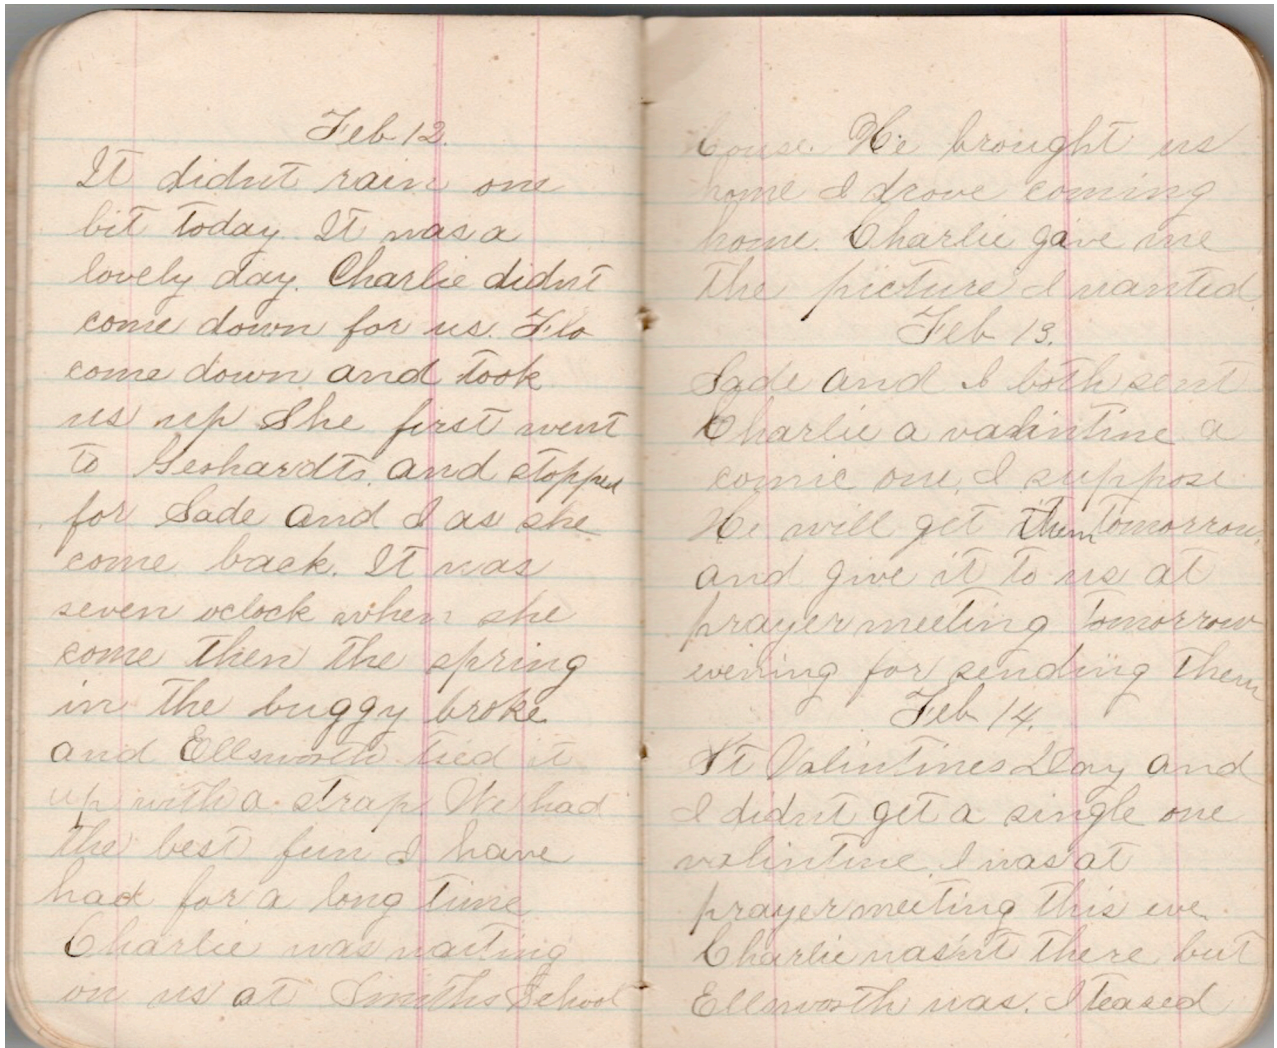 Feb 12.
It didnt rain one
bit today. It was a
lovely day. Charlie didnt
come down for us. Flo
come down and took
us up She first went
to Geohardts. and stopped
for Sade and I as she
come back. It was
seven oclock when she
come then the spring
in the buggy broke
and Ellsworth tied it
up with a strap. We had
the best fun I have
had for a long time
Charlie was waiting
on us at Smiths School
house. He brought us
home I drove coming
home. Charlie gave me
the picture I wanted
Feb 13.
Sade and I both sent
Charlie a valintine a
comic one, I suppose
He will get them tomorrow
and give it to us at
prayer meeting tomorrow
evening for sending them
Feb 14.
St Valintines Day and
I didnt get a single one
valintine. I was at
prayer meeting this eve
Charlie wasnt there but
Ellsworth was. I teased